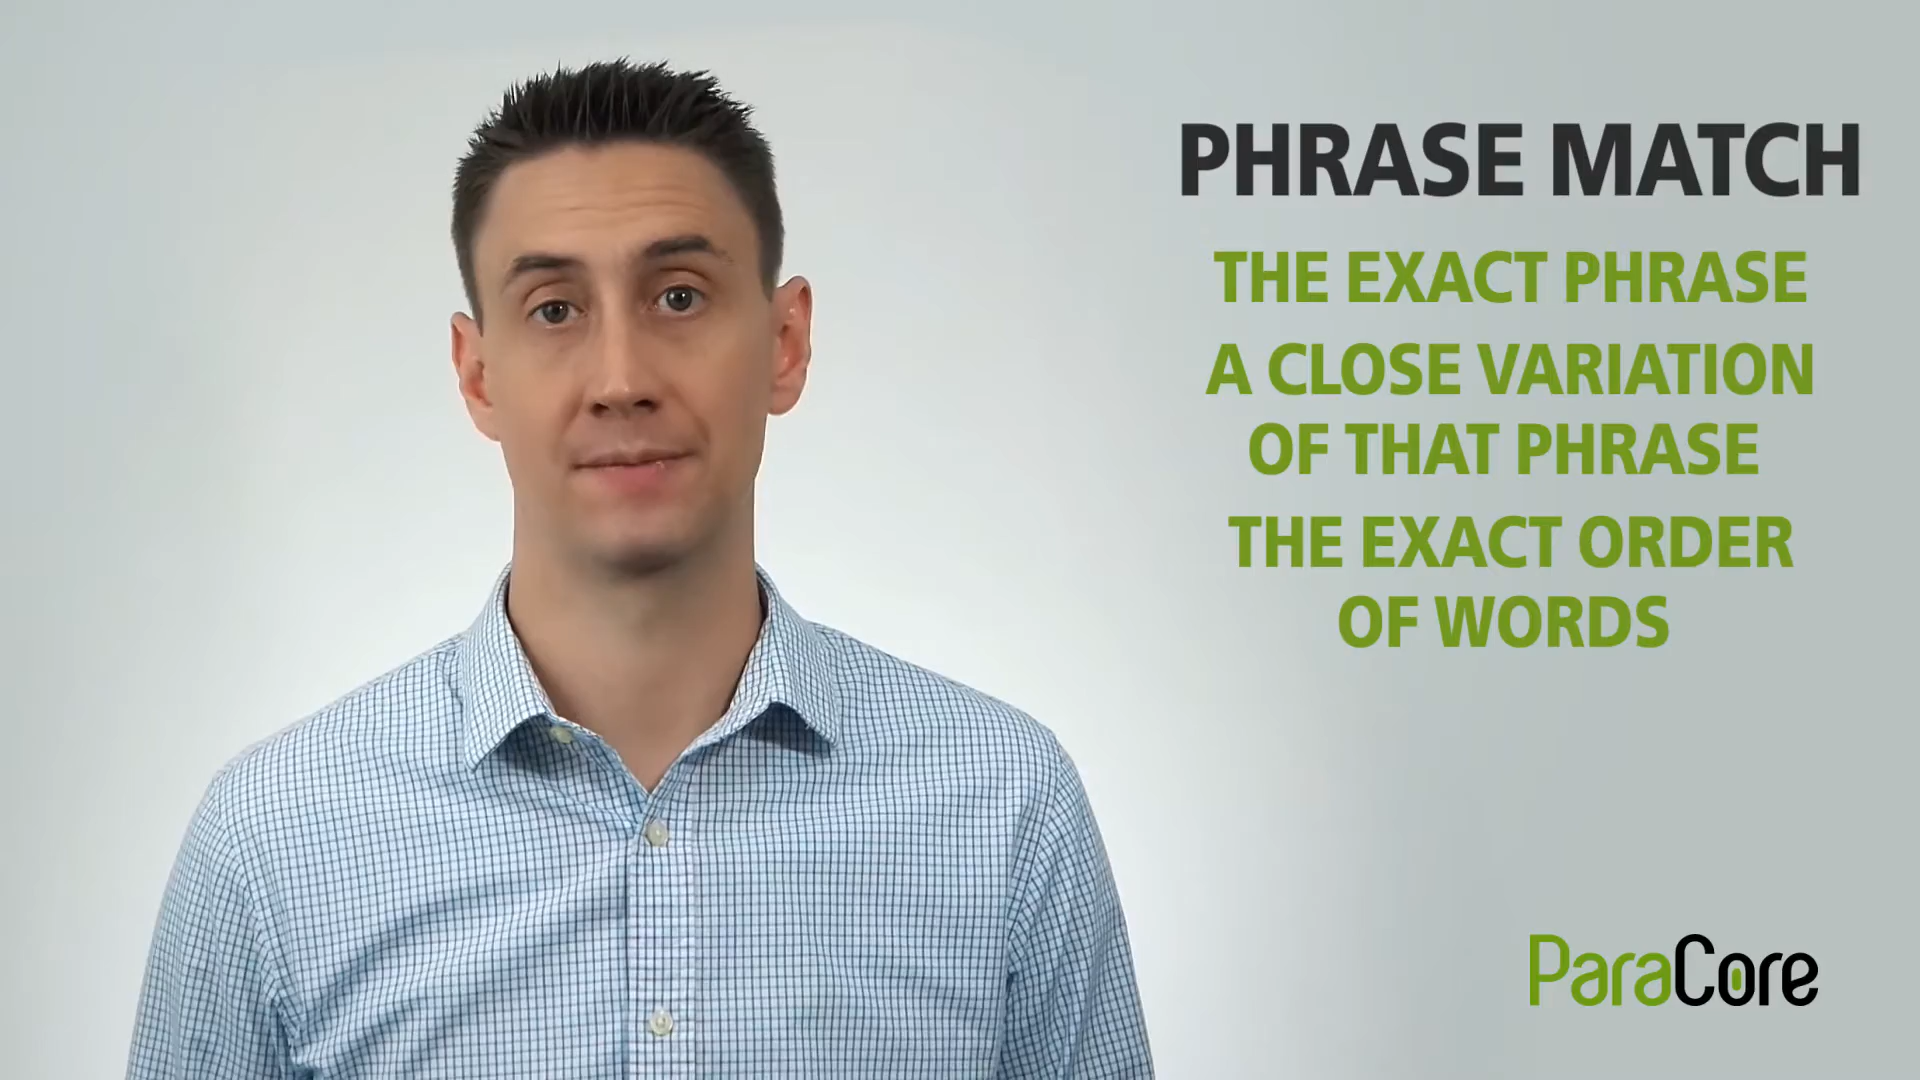 PHRASE MATCH
THE EXACT PHRASE
A CLOSE VARIATION
OF THAT PHRASE
THE EXACT ORDER
OF WORDS
ParaCore